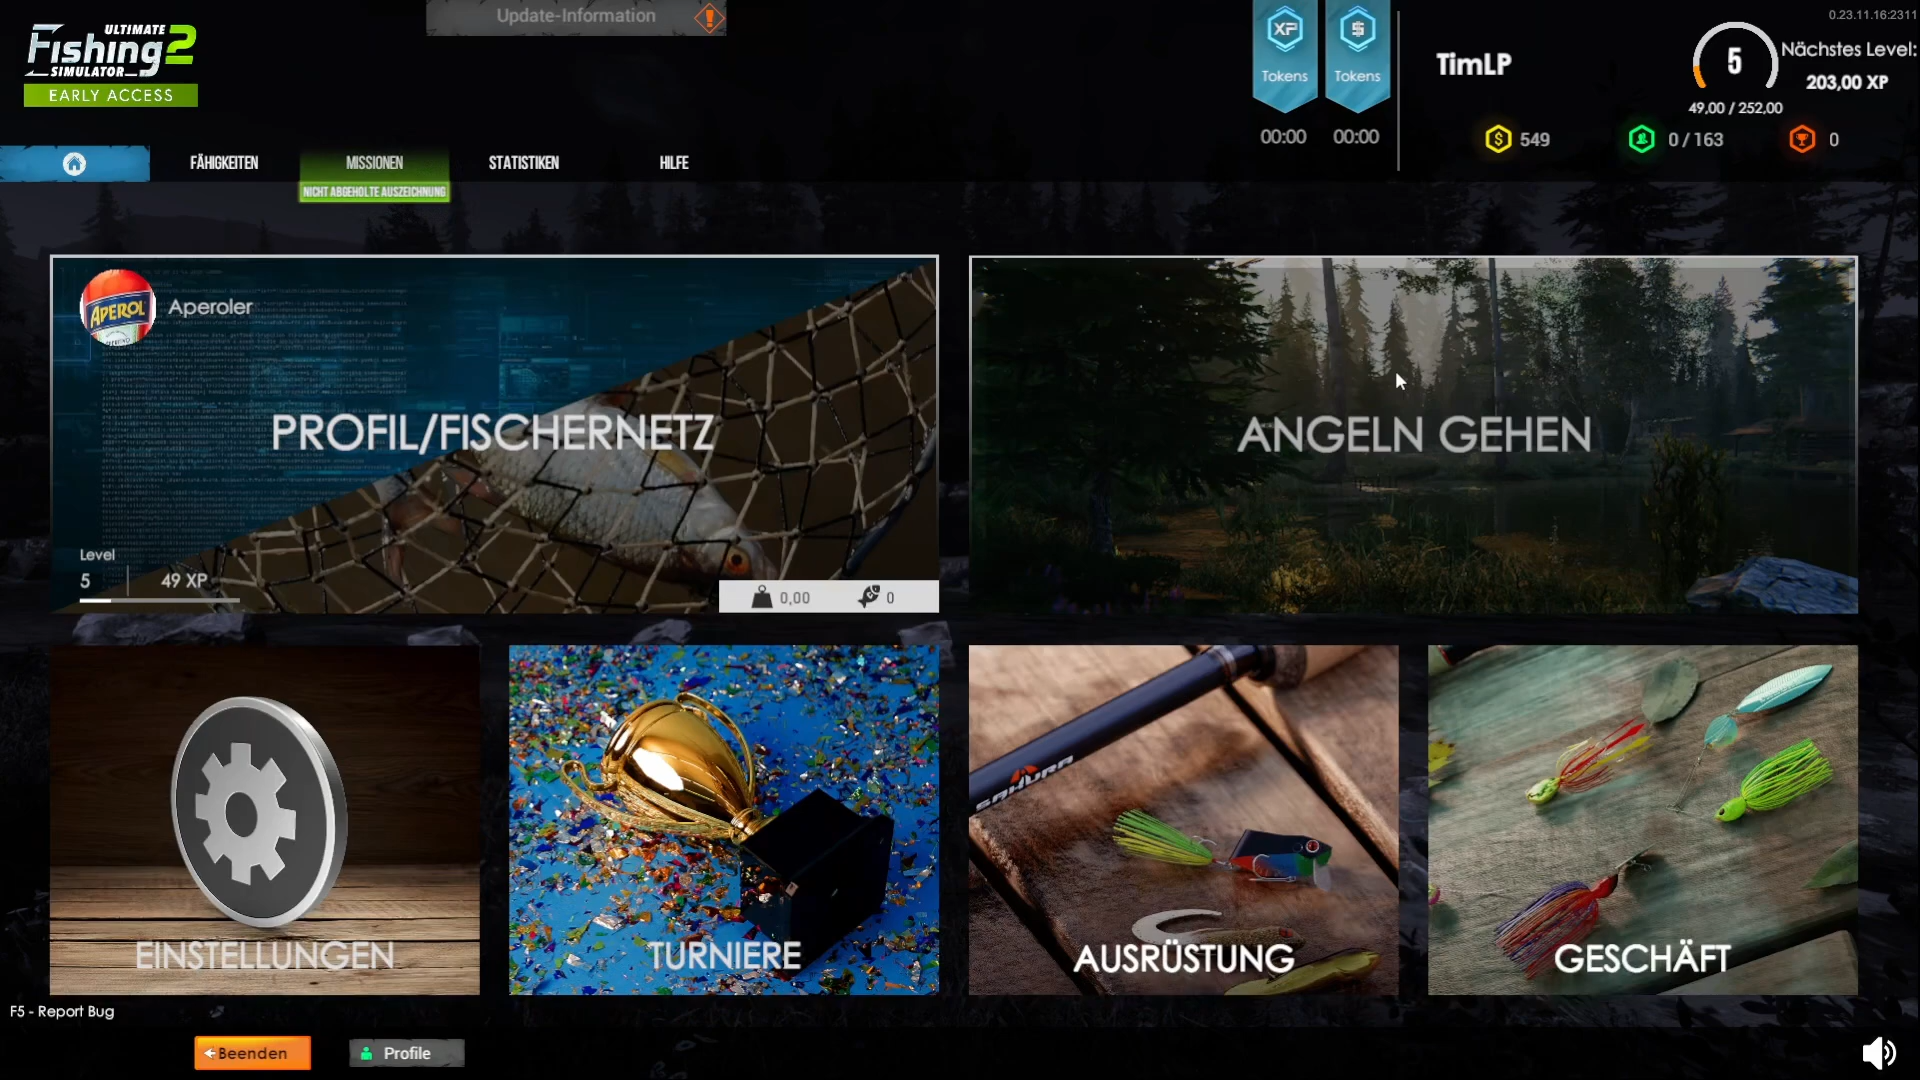 Update-Information
0.23.11.16:2311
ULTIMATE
Fishing 2
SIMULATOR
EARLY ACCESS
XP
Tokens
00:00
$
Tokens
00:00
TimLP
5
49,00 / 252,00
Nächstes Level:
203,00 XP
549
0 / 163
0
FÄHIGKEITEN
MISSIONEN
NICHT ABGEHOLTE AUSZEICHNUNG
STATISTIKEN
HILFE
APEROL
Aperoler
PROFIL/FISCHERNETZ
Level
5
49 XP
0,00
0
ANGELN GEHEN
EINSTELLUNGEN
TURNIERE
SAKURA
AUSRÜSTUNG
GESCHÄFT
F5 - Report Bug
Beenden
Profile